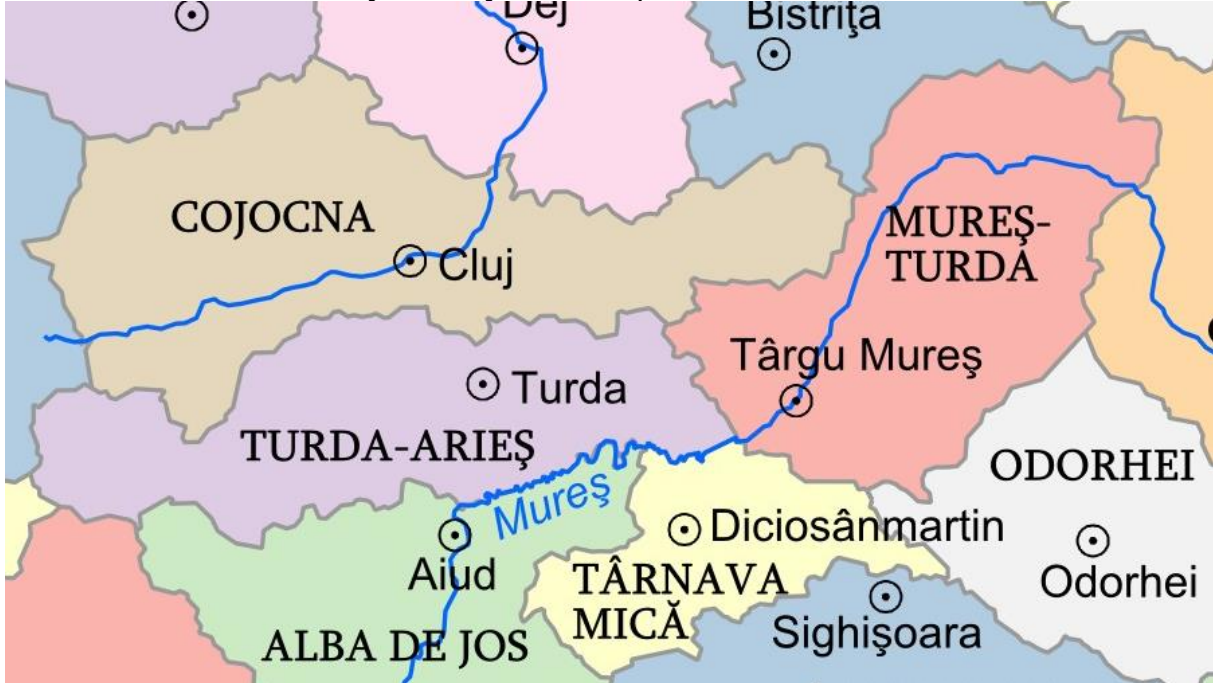 Dej
Bistriţa
COJOCNA
Cluj
MUREŞ-
TURDA
Târgu Mureş
Turda
TURDA-ARIEŞ
Mureş
ODORHEI
Diciosânmartin
Aiud
TÂRNAVA
MICĂ
Odorhei
Sighişoara
ALBA DE JOS